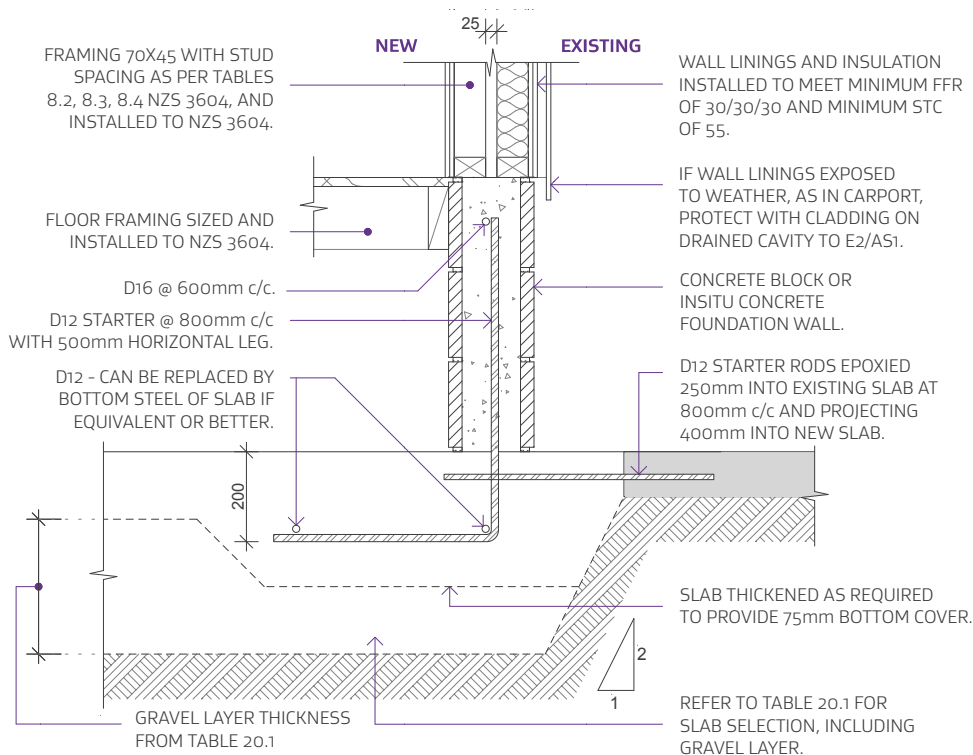 25
NEW
EXISTING
FRAMING 70X45 WITH STUD
SPACING AS PER TABLES
8.2, 8.3, 8.4 NZS 3604, AND
INSTALLED TO NZS 3604.
FLOOR FRAMING SIZED AND
INSTALLED TO NZS 3604.
D16 @ 600mm c/c.
D12 STARTER @ 800mm c/c
WITH 500mm HORIZONTAL LEG.
D12 - CAN BE REPLACED BY
BOTTOM STEEL OF SLAB IF
EQUIVALENT OR BETTER.
WALL LININGS AND INSULATION
INSTALLED TO MEET MINIMUM FFR
OF 30/30/30 AND MINIMUM STC
OF 55.
IF WALL LININGS EXPOSED
TO WEATHER, AS IN CARPORT,
PROTECT WITH CLADDING ON
DRAINED CAVITY TO E2/AS1.
CONCRETE BLOCK OR
INSITU CONCRETE
FOUNDATION WALL.
D12 STARTER RODS EPOXIED
250mm INTO EXISTING SLAB AT
800mm c/c AND PROJECTING
400mm INTO NEW SLAB.
200
SLAB THICKENED AS REQUIRED
TO PROVIDE 75mm BOTTOM COVER.
2
1
GRAVEL LAYER THICKNESS
FROM TABLE 20.1
REFER TO TABLE 20.1 FOR
SLAB SELECTION, INCLUDING
GRAVEL LAYER.